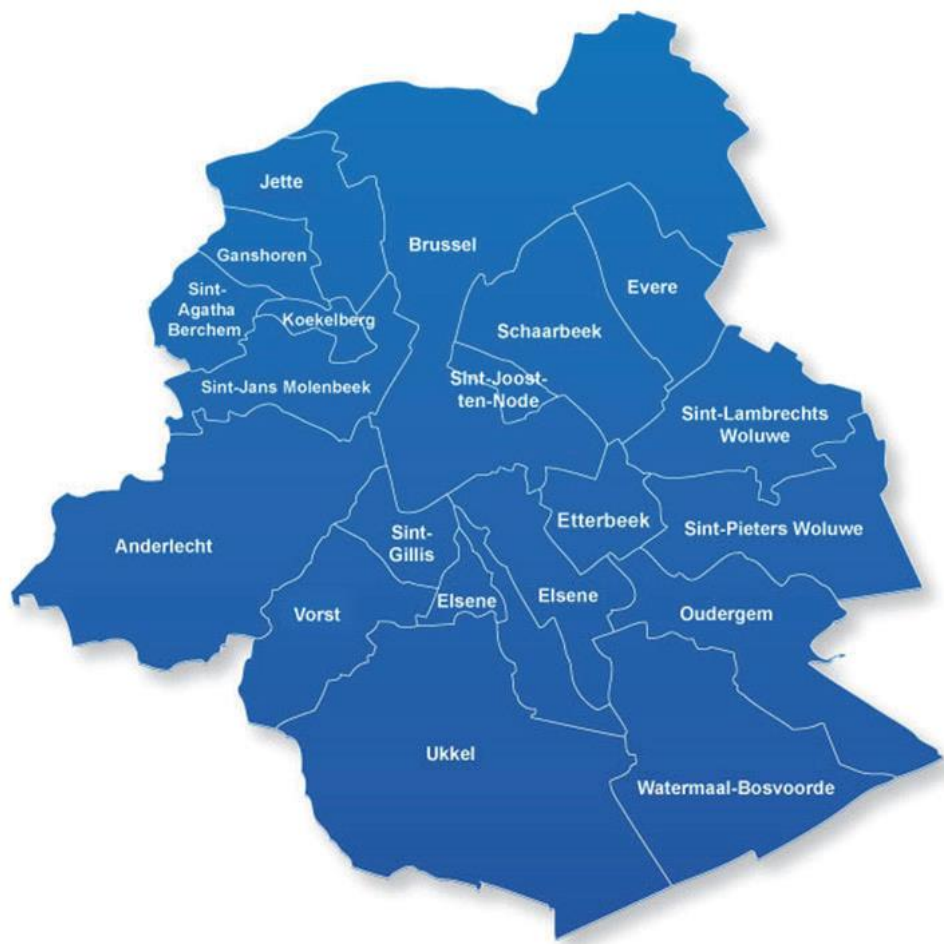 Jette
Brussel
Ganshoren
Evere
Sint-
Agatha
Berchem
Koekelberg
Schaarbeek
Sint-Jans Molenbeek
Sint-Joost-
ten-Node
Sint-Lambrechts
Woluwe
Etterbeek
Sint-Pieters Woluwe
Sint-
Gillis
Anderlecht
Elsene
Elsene
Vorst
Oudergem
Ukkel
Watermaal-Bosvoorde